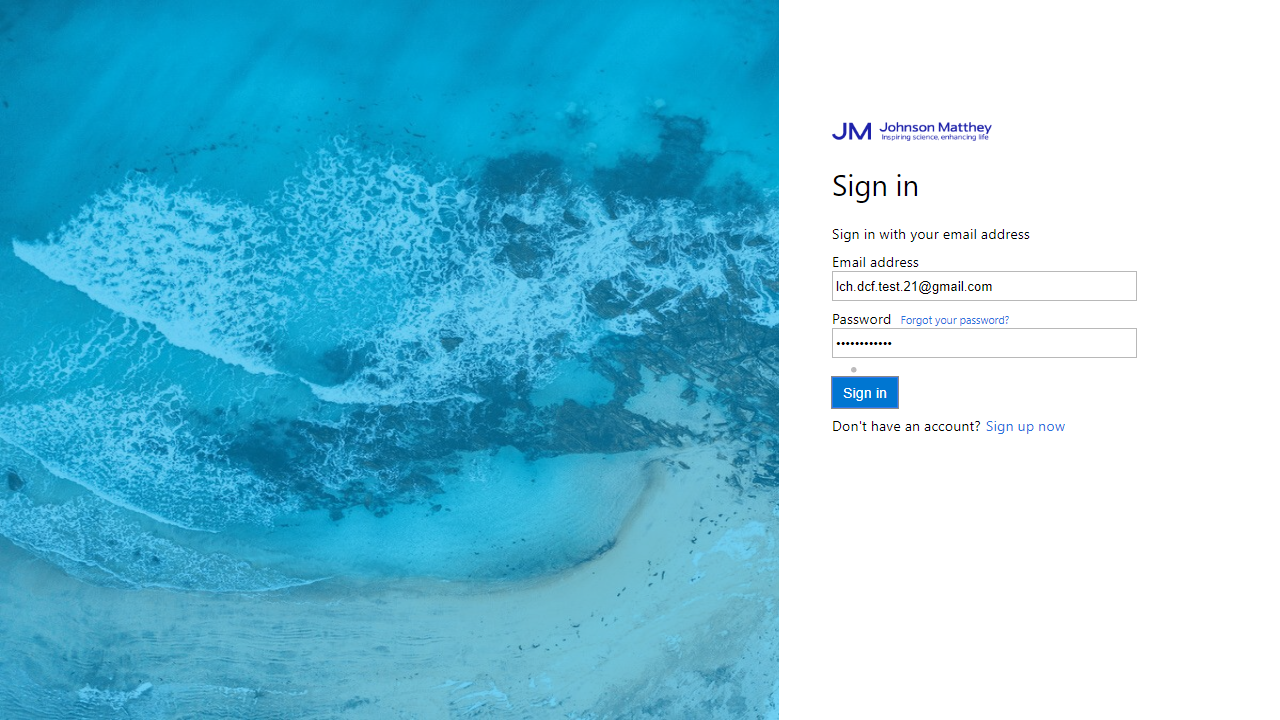 JM Johnson Matthey
Inspiring science, enhancing life
Sign in
Sign in with your email address
Email address
lch.dcf.test.21@gmail.com
Password Forgot your password?
••••••••••••
Sign in
Don't have an account? Sign up now